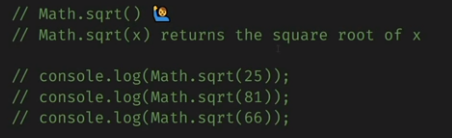 // Math.sqrt() 🙋‍♂️
// Math.sqrt(x) returns the square root of x
// console.log(Math.sqrt(25));
// console.log(Math.sqrt(81));
// console.log(Math.sqrt(66));